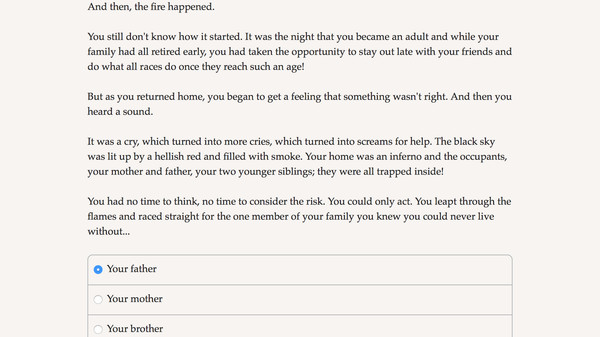 And then, the fire happened.
You still don't know how it started. It was the night that you became an adult and while your
family had all retired early, you had taken the opportunity to stay out late with your friends and
do what all races do once they reach such an age!
But as you returned home, you began to get a feeling that something wasn't right. And then you
heard a sound.
It was a cry, which turned into more cries, which turned into screams for help. The black sky
was lit up by a hellish red and filled with smoke. Your home was an inferno and the occupants,
your mother and father, your two younger siblings; they were all trapped inside!
You had no time to think, no time to consider the risk. You could only act. You leapt through the
flames and raced straight for the one member of your family you knew you could never live
without...
Your father
Your mother
Your brother